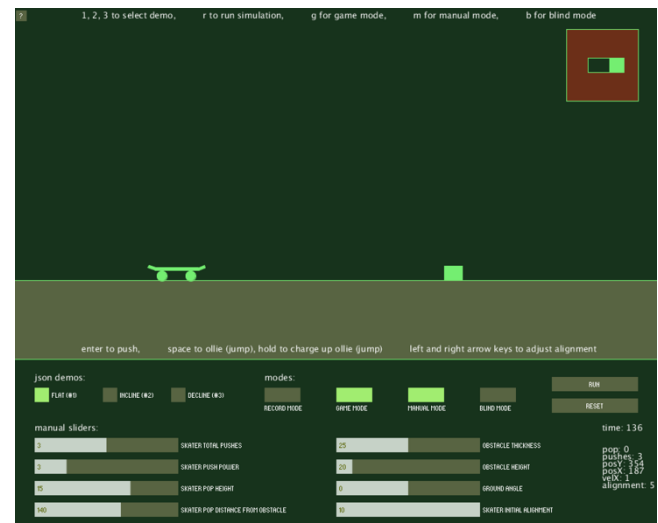 ? 1, 2, 3 to select demo, r to run simulation, g for game mode, m for manual mode, b for blind mode
enter to push, space to ollie (jump), hold to charge up ollie (jump) left and right arrow keys to adjust alignment
json demos: modes:
FLAT (#1) INCLINE (#2) DECLINE (#3) RUN
RECORD MODE GAME MODE MANUAL MODE BLIND MODE RESET
manual sliders: time: 136
3 SKATER TOTAL PUSHES 25 OBSTACLE THICKNESS
pop: 0
pushes: 3
3 SKATER PUSH POWER 20 OBSTACLE HEIGHT posY: 354
posX: 187
velX: 1
15 SKATER POP HEIGHT 0 GROUND ANGLE alignment: 5
140 SKATER POP DISTANCE FROM OBSTACLE 10 SKATER INITIAL ALIGNMENT